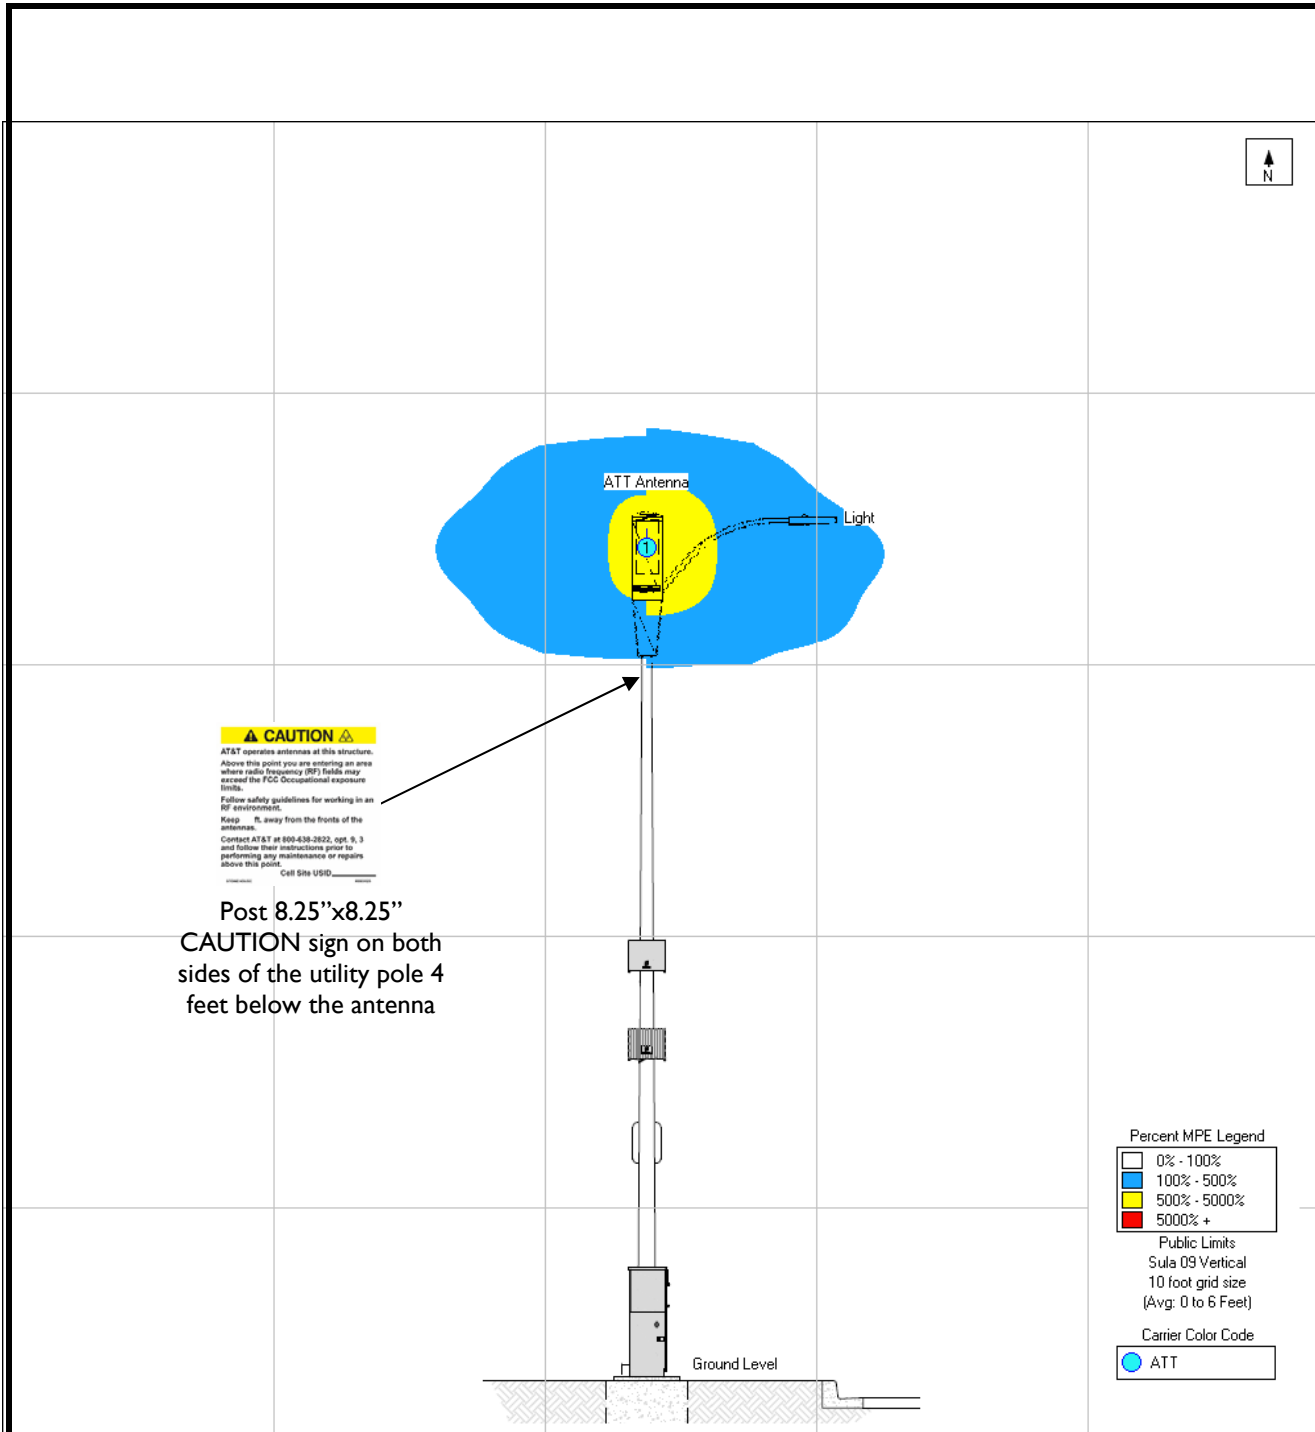 N
ATT Antenna
1
Light
CAUTION
AT&T operates antennas at this structure.
Above this point you are entering an area
where radio frequency (RF) fields may
exceed the FCC Occupational exposure
limits.
Follow safety guidelines for working in an
RF environment.
Keep ft. away from the fronts of the
antennas.
Contact AT&T at 800-638-2822, opt. 9, 3
and follow their instructions prior to
performing any maintenance or repairs
above this point.
Cell Site USID
Post 8.25”x8.25”
CAUTION sign on both
sides of the utility pole 4
feet below the antenna
Percent MPE Legend
0% - 100%
100% - 500%
500% - 5000%
5000% +
Public Limits
Sula 09 Vertical
10 foot grid size
(Avg: 0 to 6 Feet)
Carrier Color Code
ATT
Ground Level